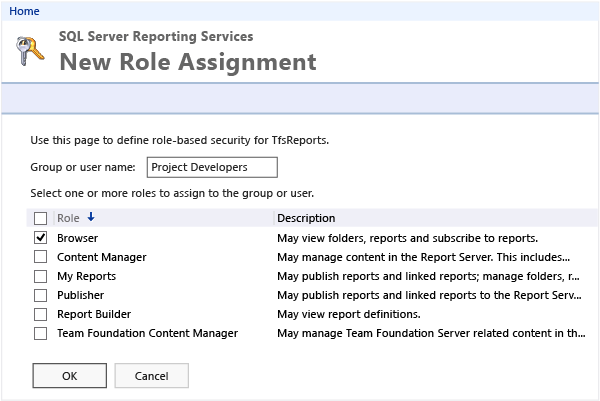 Home
SQL Server Reporting Services
New Role Assignment
Use this page to define role-based security for TfsReports.
Group or user name: Project Developers
Select one or more roles to assign to the group or user.
Role Description
Browser May view folders, reports and subscribe to reports.
Content Manager May manage content in the Report Server. This includes...
My Reports May publish reports and linked reports; manage folders, r...
Publisher May publish reports and linked reports to the Report Serv...
Report Builder May view report definitions.
Team Foundation Content Manager May manage Team Foundation Server related content in th...
OK Cancel